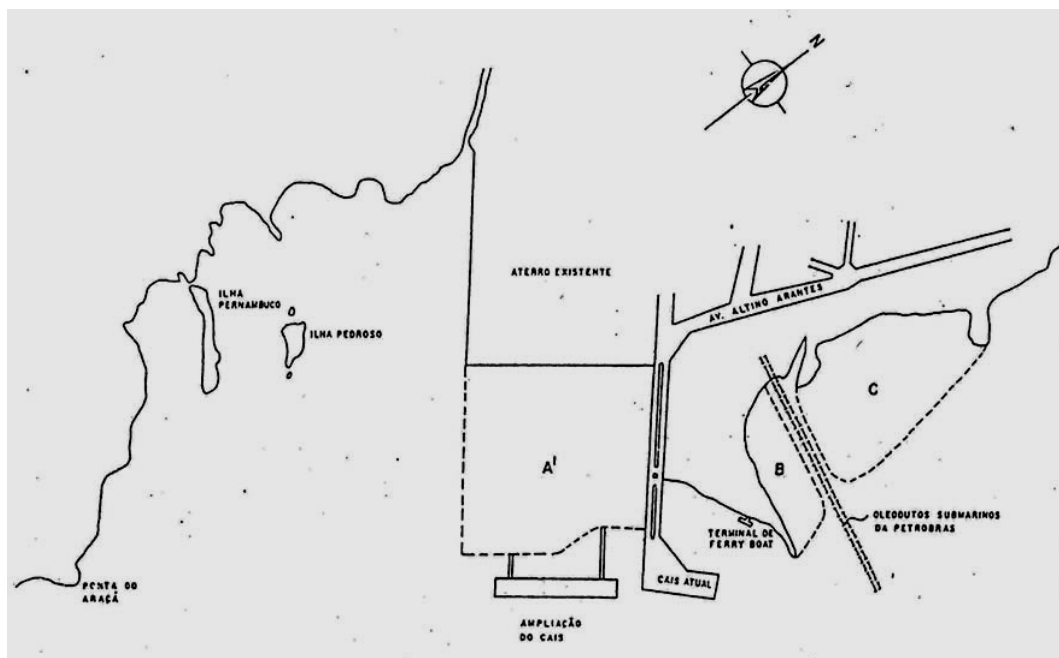 N
ATERRO EXISTENTE
AV. ALTINO ARANTES
ILHA
PERNAMBUCO
ILHA PEDROSO
C
A'
B
OLEODUTOS SUBMARINOS
DA PETROBRAS
TERMINAL DE
FERRY BOAT
CAIS ATUAL
PONTA DO
ARAÇÁ
AMPLIAÇÃO
DO CAIS